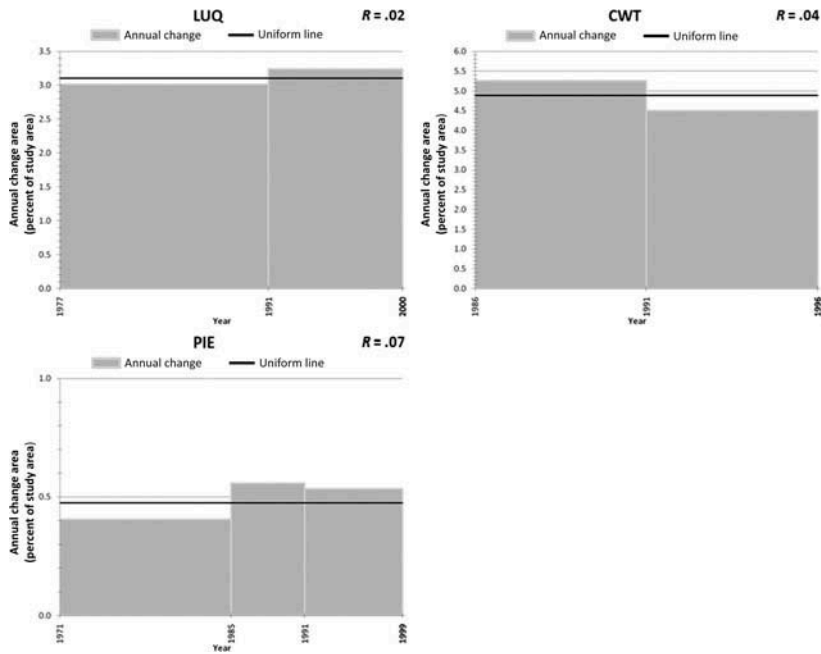 LUQ
R = .02
Annual change
Uniform line
3.5
3.0
2.5
2.0
1.5
1.0
0.5
0.0
Annual change area
(percent of study area)
1977
1991
2000
Year
CWT
R = .04
Annual change
Uniform line
6.0
5.5
5.0
4.5
4.0
3.5
3.0
2.5
2.0
1.5
1.0
0.5
0.0
Annual change area
(percent of study area)
1986
1991
1996
Year
PIE
R = .07
Annual change
Uniform line
1.0
0.5
0.0
Annual change area
(percent of study area)
1971
1985
1991
1999
Year